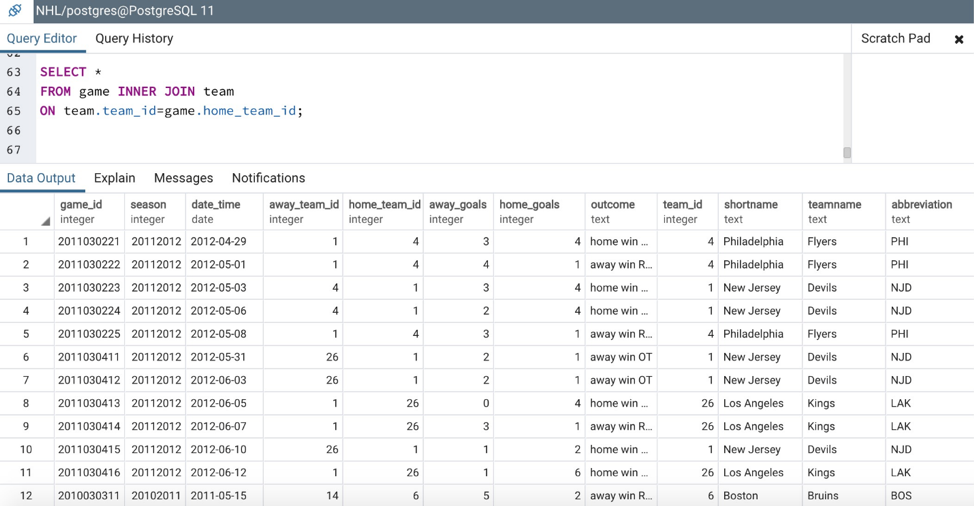 NHL/postgres@PostgreSQL 11
Query Editor Query History Scratch Pad
62
63 SELECT *
64 FROM game INNER JOIN team
65 ON team.team_id=game.home_team_id;
66
67
Data Output Explain Messages Notifications
game_id season date_time away_team_id home_team_id away_goals home_goals outcome team_id shortname teamname abbreviation
integer integer date integer integer integer integer text integer text text text
1 2011030221 20112012 2012-04-29 1 4 3 4 home win ... 4 Philadelphia Flyers PHI
2 2011030222 20112012 2012-05-01 1 4 4 1 away win R... 4 Philadelphia Flyers PHI
3 2011030223 20112012 2012-05-03 4 1 3 4 home win ... 1 New Jersey Devils NJD
4 2011030224 20112012 2012-05-06 4 1 2 4 home win ... 1 New Jersey Devils NJD
5 2011030225 20112012 2012-05-08 1 4 3 1 away win R... 4 Philadelphia Flyers PHI
6 2011030411 20112012 2012-05-31 26 1 2 1 away win OT 1 New Jersey Devils NJD
7 2011030412 20112012 2012-06-03 26 1 2 1 away win OT 1 New Jersey Devils NJD
8 2011030413 20112012 2012-06-05 1 26 0 4 home win ... 26 Los Angeles Kings LAK
9 2011030414 20112012 2012-06-07 1 26 3 1 away win R... 26 Los Angeles Kings LAK
10 2011030415 20112012 2012-06-10 26 1 1 2 home win ... 1 New Jersey Devils NJD
11 2011030416 20112012 2012-06-12 1 26 1 6 home win ... 26 Los Angeles Kings LAK
12 2010030311 20102011 2011-05-15 14 6 5 2 away win R... 6 Boston Bruins BOS